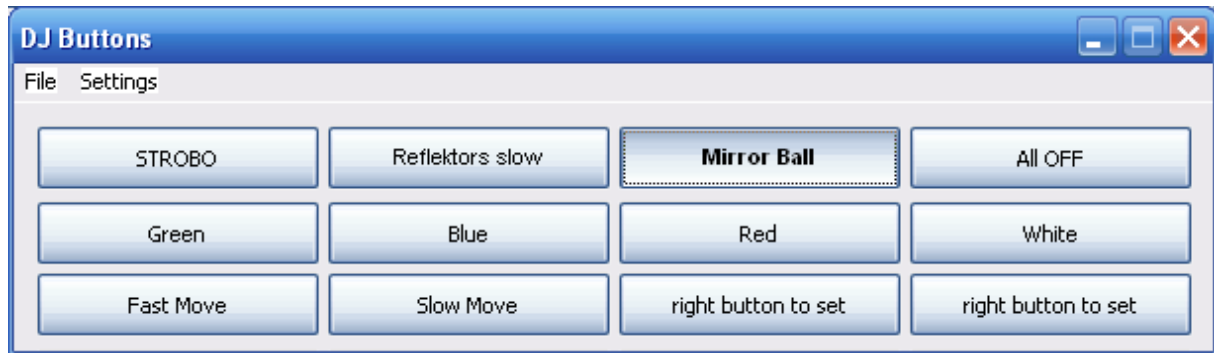 DJ Buttons
File Settings
STROBO Reflektors slow Mirror Ball All OFF
Green Blue Red White
Fast Move Slow Move right button to set right button to set